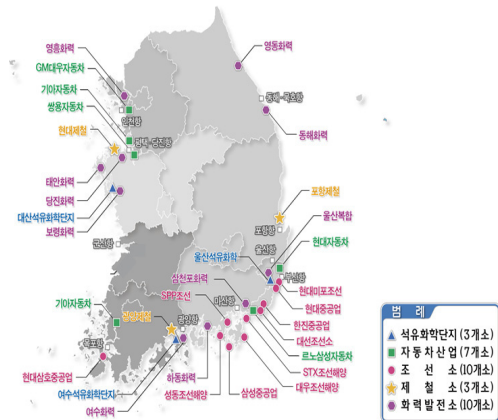 영흥화력
영동화력
GM대우자동차
기아자동차
동해-묵호항
인천항
쌍용자동차
동해화력
현대제철
평택-당진항
태안화력
당진화력
포항제철
대산석유화학단지
울산복합
보령화력
포항항
군산항
울산석유화학
울산항
현대자동차
삼천포화력
부산항
현대미포조선
기아자동차
SPP조선
마산항
현대중공업
광양제철
광양항
한진중공업
대선조선소
목포항
르노삼성자동차
현대삼호중공업
하동화력
STX조선해양
여수석유화학단지
성동조선해양
삼성중공업
대우조선해양
여수화력
범 례
석유화학단지 (3개소)
자동차산업 (7개소)
조 선 소 (10개소)
제 철 소 (3개소)
화력발전소 (10개소)